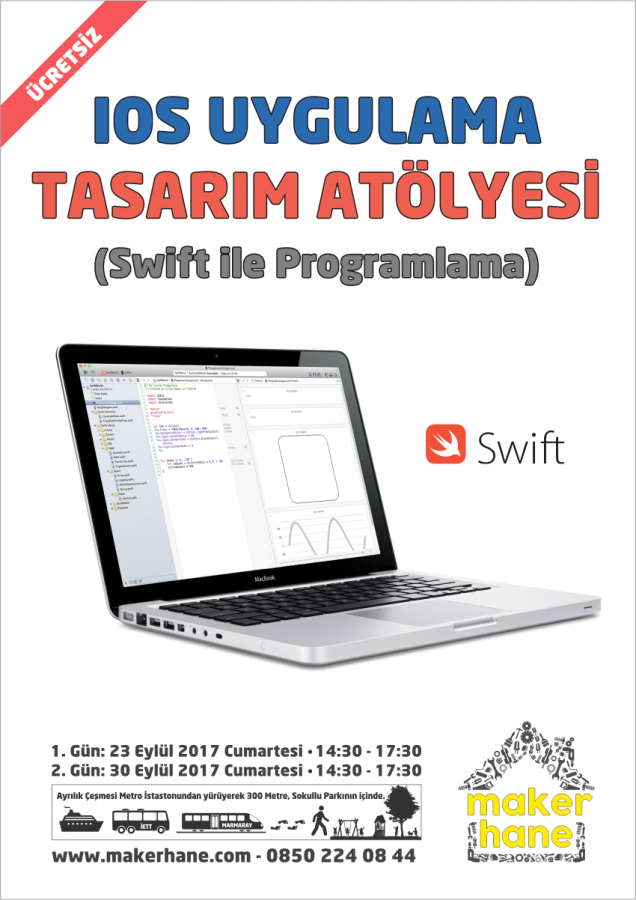 ÜCRETSİZ
IOS UYGULAMA
TASARIM ATÖLYESİ
(Swift ile Programlama)
Swift
MacBook
1. Gün: 23 Eylül 2017 Cumartesi • 14:30 - 17:30
2. Gün: 30 Eylül 2017 Cumartesi • 14:30 - 17:30
Ayrılık Çeşmesi Metro İstastonundan yürüyerek 300 Metre, Sokullu Parkının içinde.
İETT
MARMARAY
www.makerhane.com - 0850 224 08 44
maker
hane